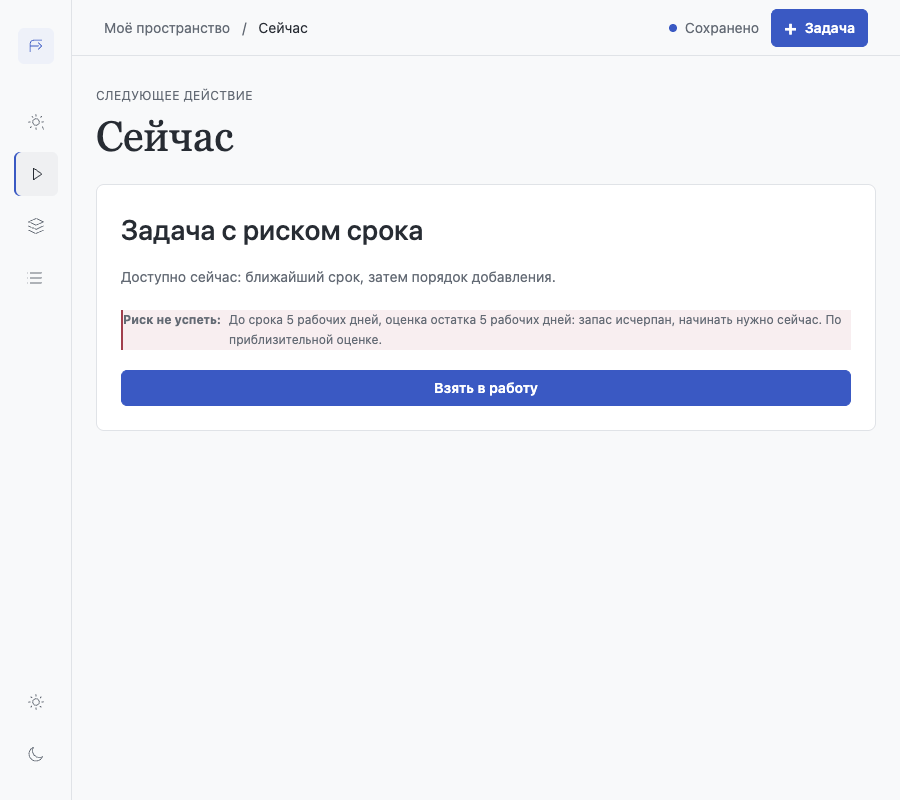 Моё пространство / Сейчас
Сохранено
+ Задача
СЛЕДУЮЩЕЕ ДЕЙСТВИЕ
Сейчас
Задача с риском срока
Доступно сейчас: ближайший срок, затем порядок добавления.
Риск не успеть: До срока 5 рабочих дней, оценка остатка 5 рабочих дней: запас исчерпан, начинать нужно сейчас. По
приблизительной оценке.
Взять в работу